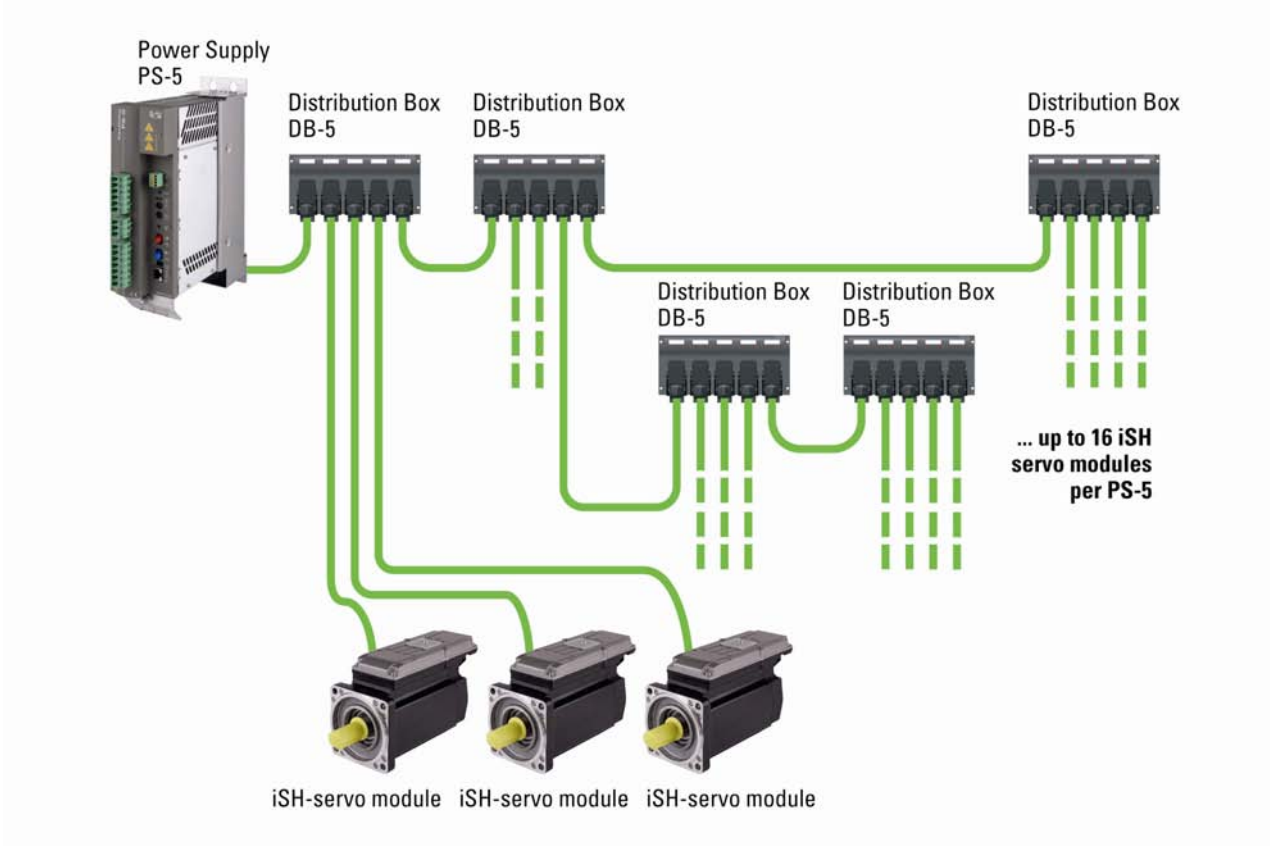 Power Supply
PS-5
Distribution Box
DB-5
Distribution Box
DB-5
Distribution Box
DB-5
Distribution Box
DB-5
Distribution Box
DB-5
... up to 16 iSH
servo modules
per PS-5
iSH-servo module
iSH-servo module
iSH-servo module